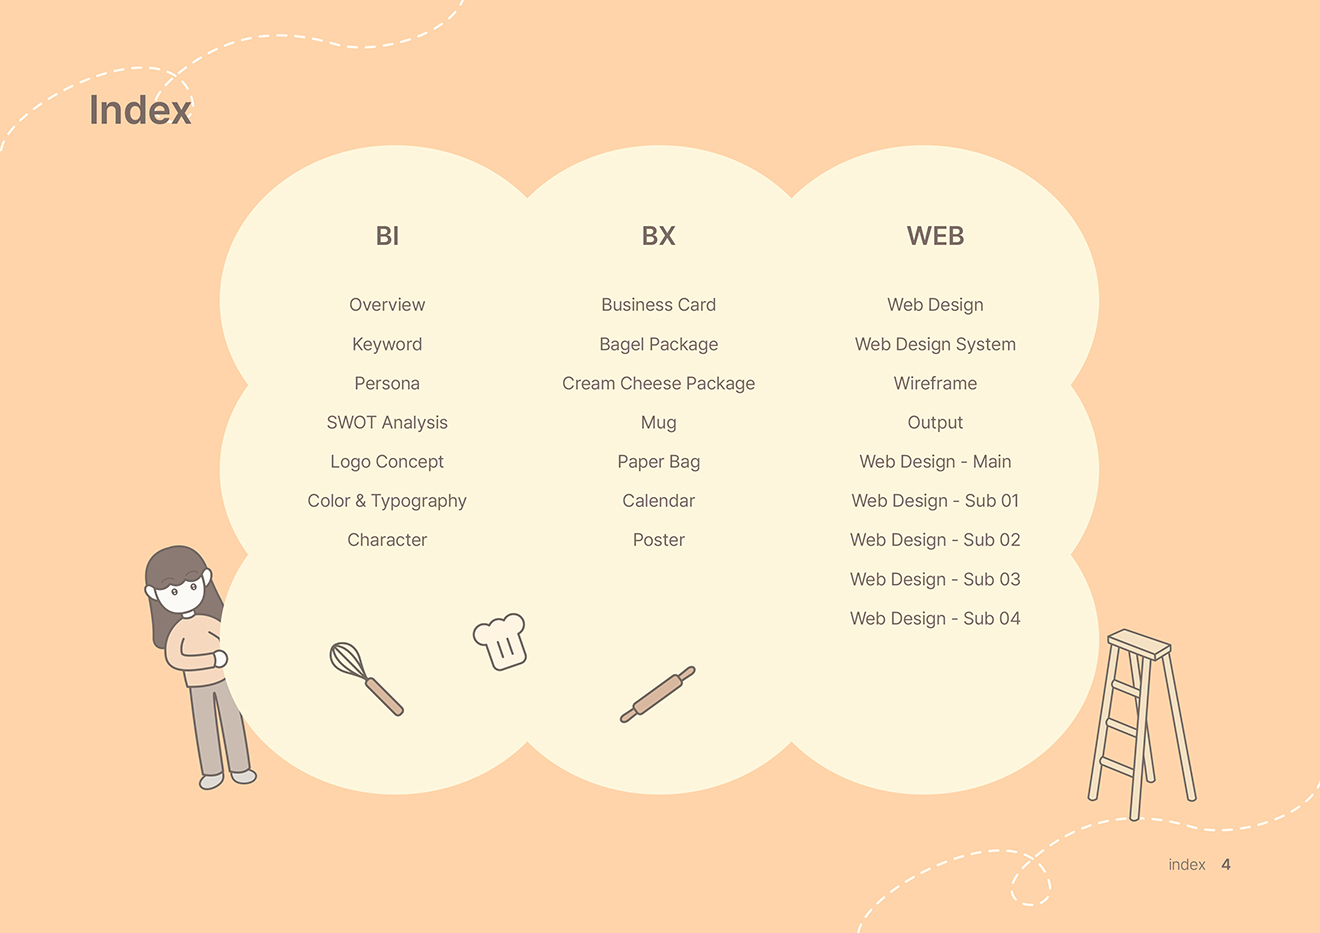 Index
BI
Overview
Keyword
Persona
SWOT Analysis
Logo Concept
Color & Typography
Character
BX
Business Card
Bagel Package
Cream Cheese Package
Mug
Paper Bag
Calendar
Poster
WEB
Web Design
Web Design System
Wireframe
Output
Web Design - Main
Web Design - Sub 01
Web Design - Sub 02
Web Design - Sub 03
Web Design - Sub 04
index 4